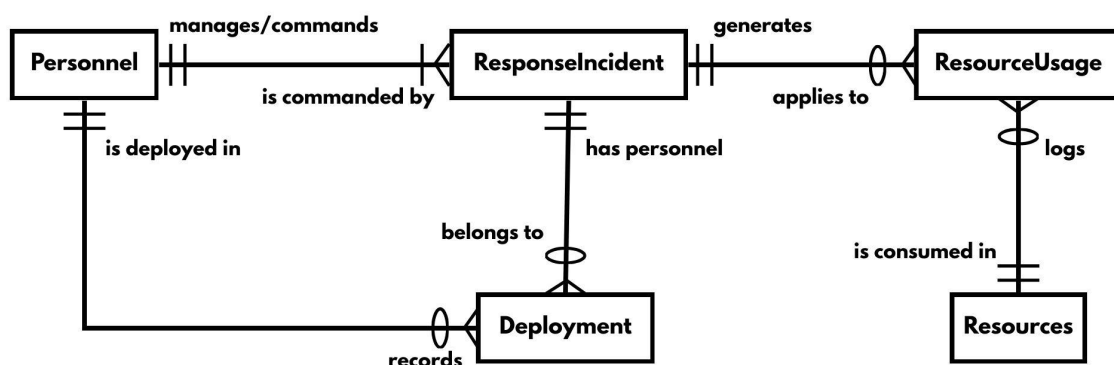 manages/commands
generates
Personnel
ResponseIncident
ResourceUsage
is commanded by
applies to
is deployed in
has personnel
logs
belongs to
is consumed in
Deployment
Resources
records